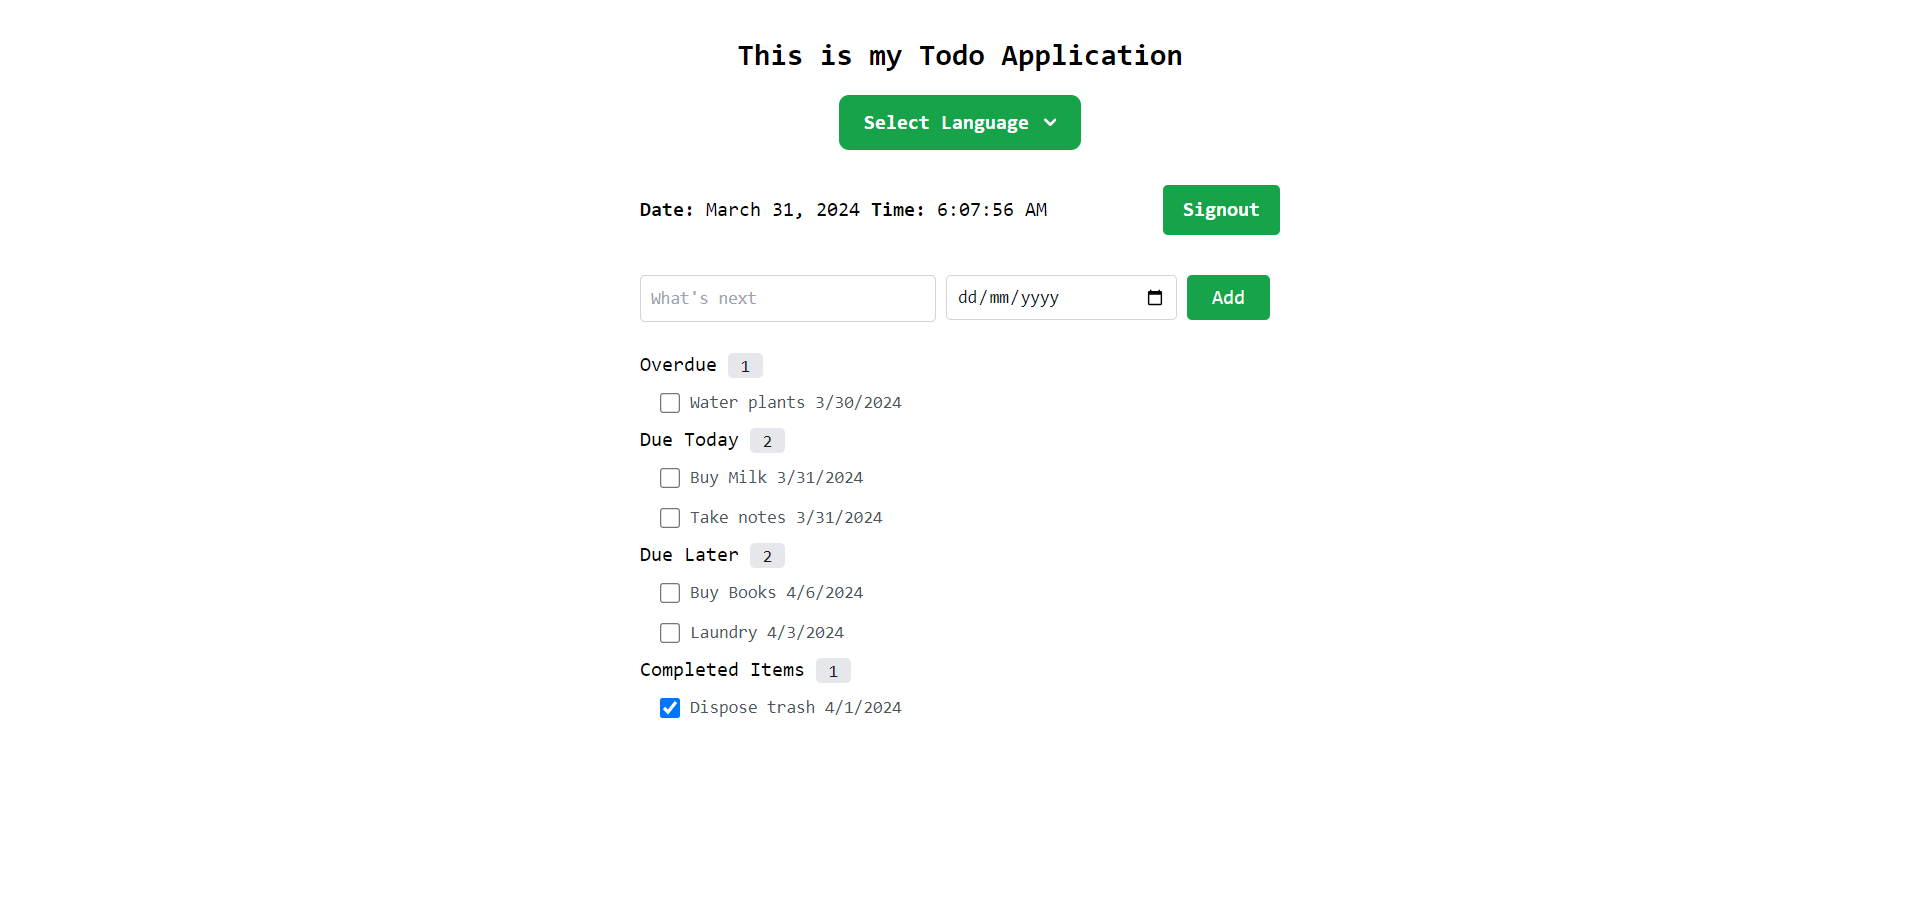 This is my Todo Application
Select Language
Date: March 31, 2024 Time: 6:07:56 AM
Signout
What's next
dd/mm/yyyy
Add
Overdue 1
Water plants 3/30/2024
Due Today 2
Buy Milk 3/31/2024
Take notes 3/31/2024
Due Later 2
Buy Books 4/6/2024
Laundry 4/3/2024
Completed Items 1
Dispose trash 4/1/2024